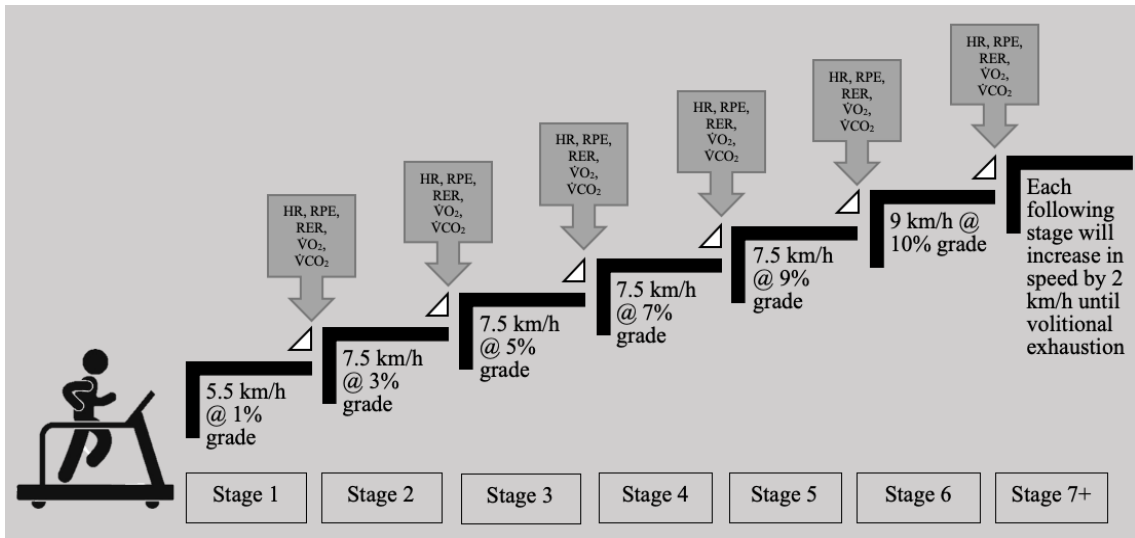 HR, RPE,
RER,
V̇O₂,
V̇CO₂
HR, RPE,
RER,
V̇O₂,
V̇CO₂
HR, RPE,
RER,
V̇O₂,
V̇CO₂
HR, RPE,
RER,
V̇O₂,
V̇CO₂
HR, RPE,
RER,
V̇O₂,
V̇CO₂
HR, RPE,
RER,
V̇O₂,
V̇CO₂
5.5 km/h
@ 1%
grade
7.5 km/h
@ 3%
grade
7.5 km/h
@ 5%
grade
7.5 km/h
@ 7%
grade
7.5 km/h
@ 9%
grade
9 km/h @
10% grade
Each
following
stage will
increase in
speed by 2
km/h until
volitional
exhaustion
Stage 1
Stage 2
Stage 3
Stage 4
Stage 5
Stage 6
Stage 7+